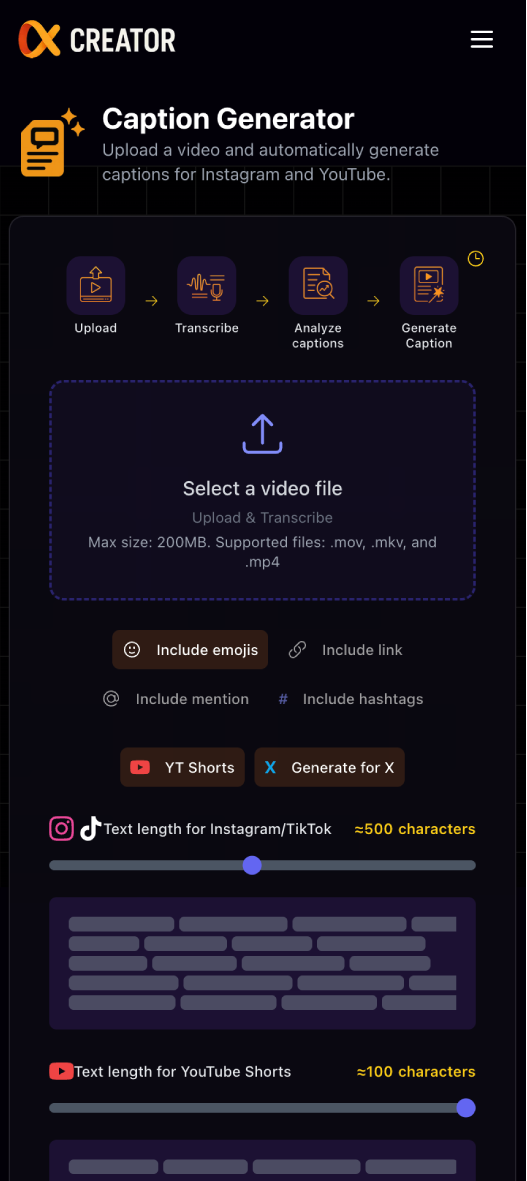 CREATOR
Caption Generator
Upload a video and automatically generate
captions for Instagram and YouTube.
Upload
Transcribe
Analyze
captions
Generate
Caption
Select a video file
Upload & Transcribe
Max size: 200MB. Supported files: .mov, .mkv, and
.mp4
Include emojis
Include link
@ Include mention
# Include hashtags
YT Shorts
X Generate for X
Text length for Instagram/TikTok ≈500 characters
Text length for YouTube Shorts ≈100 characters